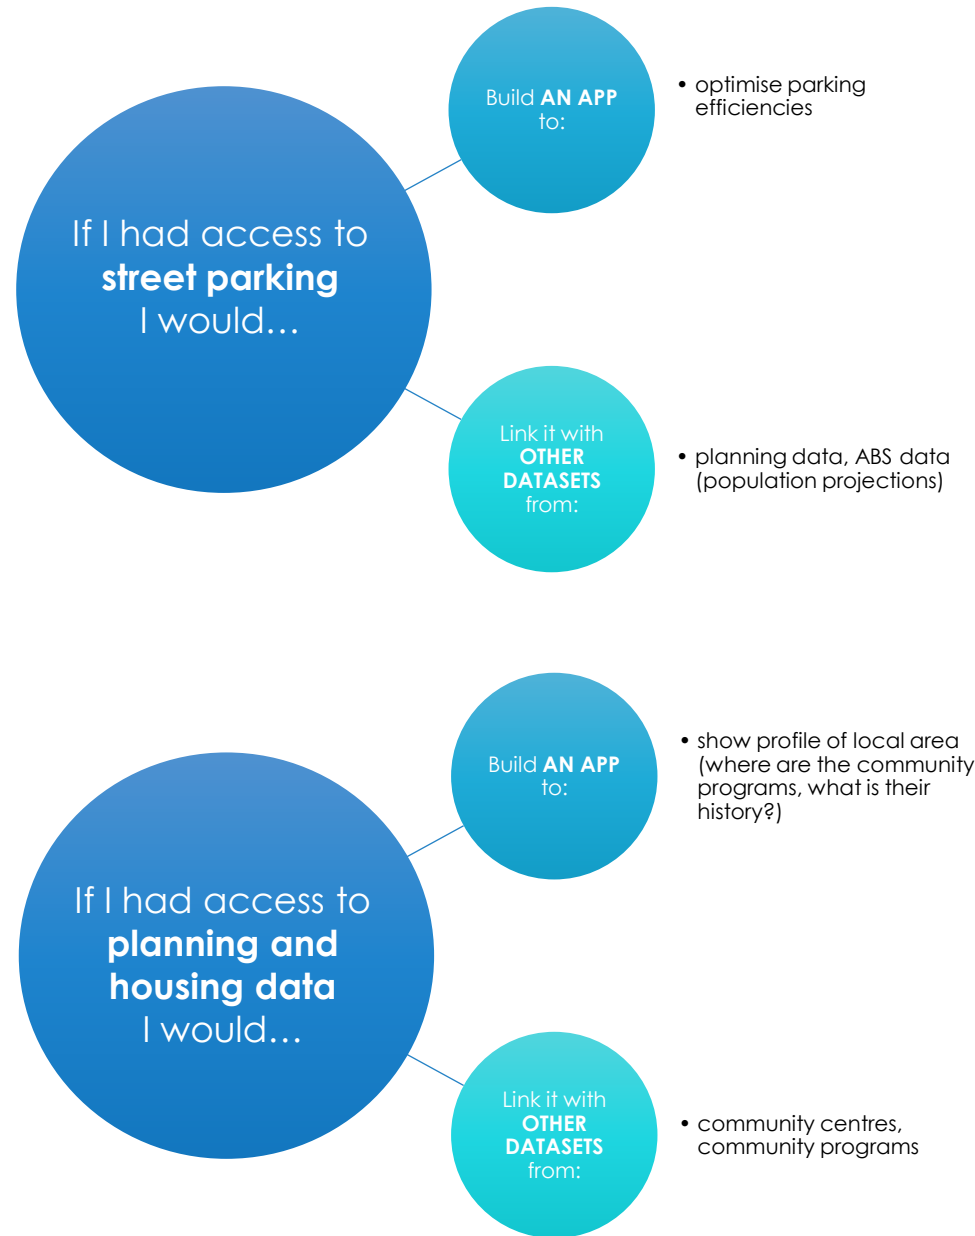 If I had access to
street parking
I would…
Build AN APP
to:
• optimise parking
efficiencies
Link it with
OTHER
DATASETS
from:
• planning data, ABS data
(population projections)
If I had access to
planning and
housing data
I would…
Build AN APP
to:
• show profile of local area
(where are the community
programs, what is their
history?)
Link it with
OTHER
DATASETS
from:
• community centres,
community programs